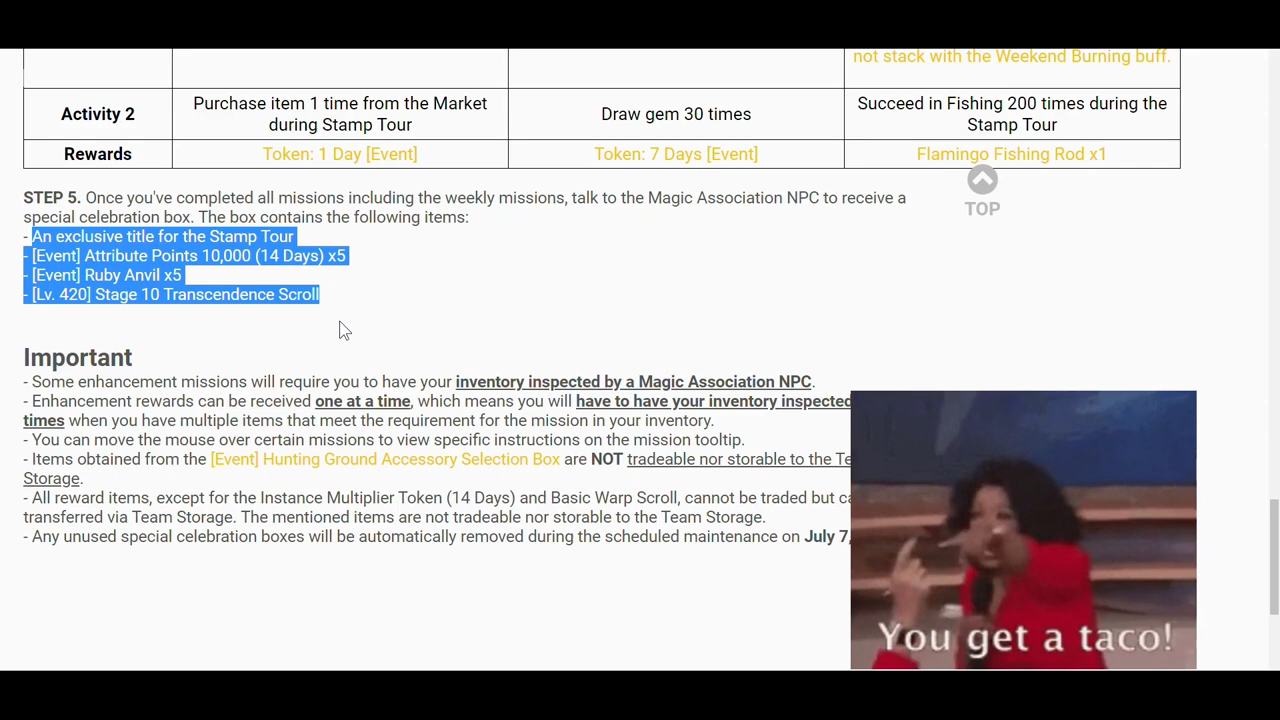 not stack with the Weekend Burning buff.
Activity 2
Purchase item 1 time from the Market
during Stamp Tour
Draw gem 30 times
Succeed in Fishing 200 times during the
Stamp Tour
Rewards
Token: 1 Day [Event]
Token: 7 Days [Event]
Flamingo Fishing Rod x1
TOP
STEP 5. Once you've completed all missions including the weekly missions, talk to the Magic Association NPC to receive a
special celebration box. The box contains the following items:
- An exclusive title for the Stamp Tour
- [Event] Attribute Points 10,000 (14 Days) x5
- [Event] Ruby Anvil x5
- [Lv. 420] Stage 10 Transcendence Scroll
Important
- Some enhancement missions will require you to have your inventory inspected by a Magic Association NPC.
- Enhancement rewards can be received one at a time, which means you will have to have your inventory inspected
times when you have multiple items that meet the requirement for the mission in your inventory.
- You can move the mouse over certain missions to view specific instructions on the mission tooltip.
- Items obtained from the [Event] Hunting Ground Accessory Selection Box are NOT tradeable nor storable to the
Storage.
- All reward items, except for the Instance Multiplier Token (14 Days) and Basic Warp Scroll, cannot be traded but
transferred via Team Storage. The mentioned items are not tradeable nor storable to the Team Storage.
- Any unused special celebration boxes will be automatically removed during the scheduled maintenance on July 7,
You get a taco!